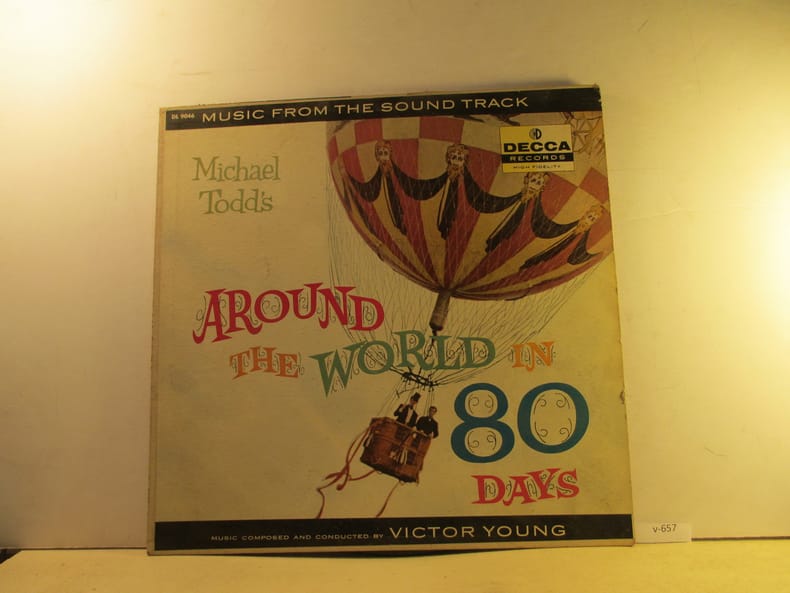 DL 9046 MUSIC FROM THE SOUND TRACK
DECCA
RECORDS
HIGH FIDELITY
Michael
Todd's
AROUND
THE WORLD IN
80
DAYS
MUSIC COMPOSED AND CONDUCTED BY VICTOR YOUNG
v-657